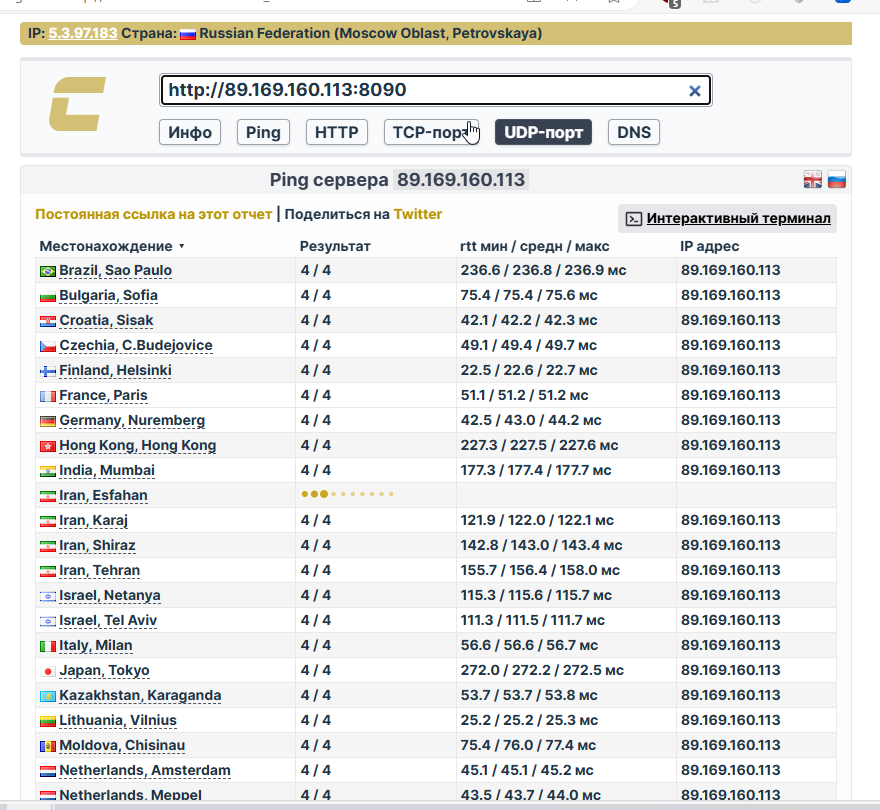 5
IP: 5.3.97.183 Страна: Russian Federation (Moscow Oblast, Petrovskaya)
http://89.169.160.113:8090
Инфо Ping HTTP TCP-порт UDP-порт DNS
Ping сервера 89.169.160.113
Постоянная ссылка на этот отчет | Поделиться на Twitter
Интерактивный терминал
Местонахождение Результат rtt мин / средн / макс IP адрес
Brazil, Sao Paulo 4 / 4 236.6 / 236.8 / 236.9 мс 89.169.160.113
Bulgaria, Sofia 4 / 4 75.4 / 75.4 / 75.6 мс 89.169.160.113
Croatia, Sisak 4 / 4 42.1 / 42.2 / 42.3 мс 89.169.160.113
Czechia, C.Budejovice 4 / 4 49.1 / 49.4 / 49.7 мс 89.169.160.113
Finland, Helsinki 4 / 4 22.5 / 22.6 / 22.7 мс 89.169.160.113
France, Paris 4 / 4 51.1 / 51.2 / 51.2 мс 89.169.160.113
Germany, Nuremberg 4 / 4 42.5 / 43.0 / 44.2 мс 89.169.160.113
Hong Kong, Hong Kong 4 / 4 227.3 / 227.5 / 227.6 мс 89.169.160.113
India, Mumbai 4 / 4 177.3 / 177.4 / 177.7 мс 89.169.160.113
Iran, Esfahan
Iran, Karaj 4 / 4 121.9 / 122.0 / 122.1 мс 89.169.160.113
Iran, Shiraz 4 / 4 142.8 / 143.0 / 143.4 мс 89.169.160.113
Iran, Tehran 4 / 4 155.7 / 156.4 / 158.0 мс 89.169.160.113
Israel, Netanya 4 / 4 115.3 / 115.6 / 115.7 мс 89.169.160.113
Israel, Tel Aviv 4 / 4 111.3 / 111.5 / 111.7 мс 89.169.160.113
Italy, Milan 4 / 4 56.6 / 56.6 / 56.7 мс 89.169.160.113
Japan, Tokyo 4 / 4 272.0 / 272.2 / 272.5 мс 89.169.160.113
Kazakhstan, Karaganda 4 / 4 53.7 / 53.7 / 53.8 мс 89.169.160.113
Lithuania, Vilnius 4 / 4 25.2 / 25.2 / 25.3 мс 89.169.160.113
Moldova, Chisinau 4 / 4 75.4 / 76.0 / 77.4 мс 89.169.160.113
Netherlands, Amsterdam 4 / 4 45.1 / 45.1 / 45.2 мс 89.169.160.113
Netherlands, Meppel 4 / 4 43.5 / 43.7 / 44.0 мс 89.169.160.113